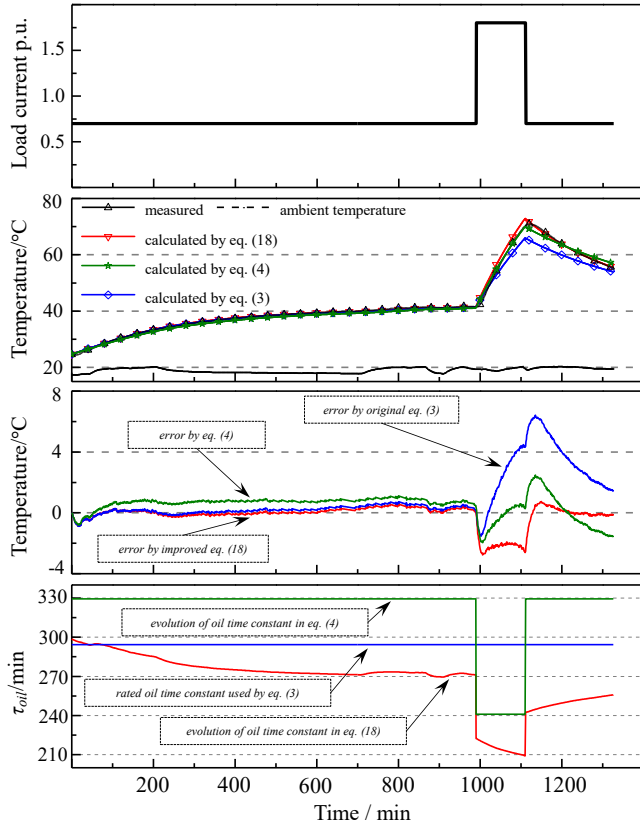 Load current p.u.
1.5
1.0
0.5
Temperature/°C
80
60
40
20
measured
ambient temperature
calculated by eq. (18)
calculated by eq. (4)
calculated by eq. (3)
Temperature/°C
8
4
0
-4
error by original eq. (3)
error by eq. (4)
error by improved eq. (18)
τoil/min
330
300
270
240
210
evolution of oil time constant in eq. (4)
rated oil time constant used by eq. (3)
evolution of oil time constant in eq. (18)
200 400 600 800 1000 1200
Time / min